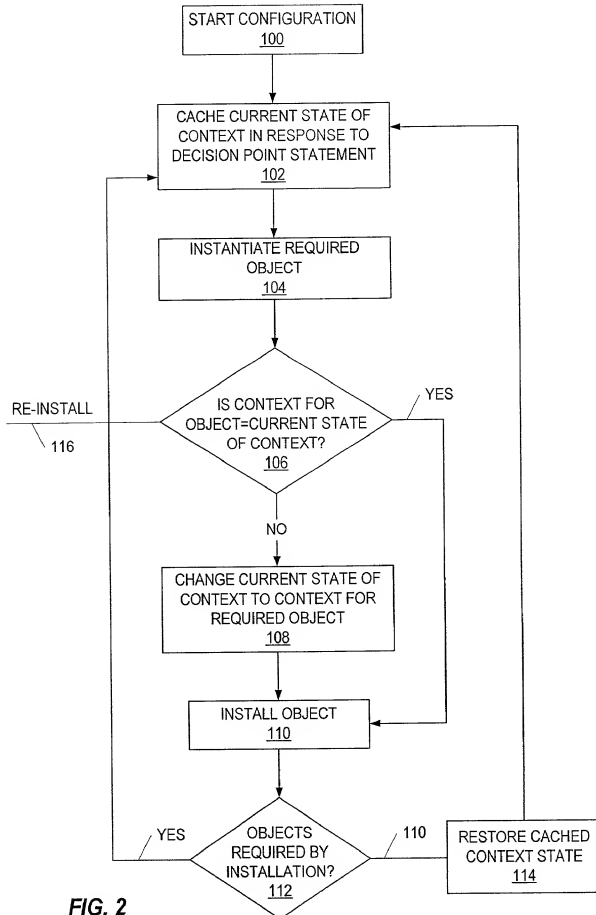 START CONFIGURATION
100
CACHE CURRENT STATE OF
CONTEXT IN RESPONSE TO
DECISION POINT STATEMENT
102
INSTANTIATE REQUIRED
OBJECT
104
RE-INSTALL
116
IS CONTEXT FOR
OBJECT=CURRENT STATE
OF CONTEXT?
106
YES
NO
CHANGE CURRENT STATE OF
CONTEXT TO CONTEXT FOR
REQUIRED OBJECT
108
INSTALL OBJECT
110
YES
OBJECTS
REQUIRED BY
INSTALLATION?
112
110
RESTORE CACHED
CONTEXT STATE
114
FIG. 2